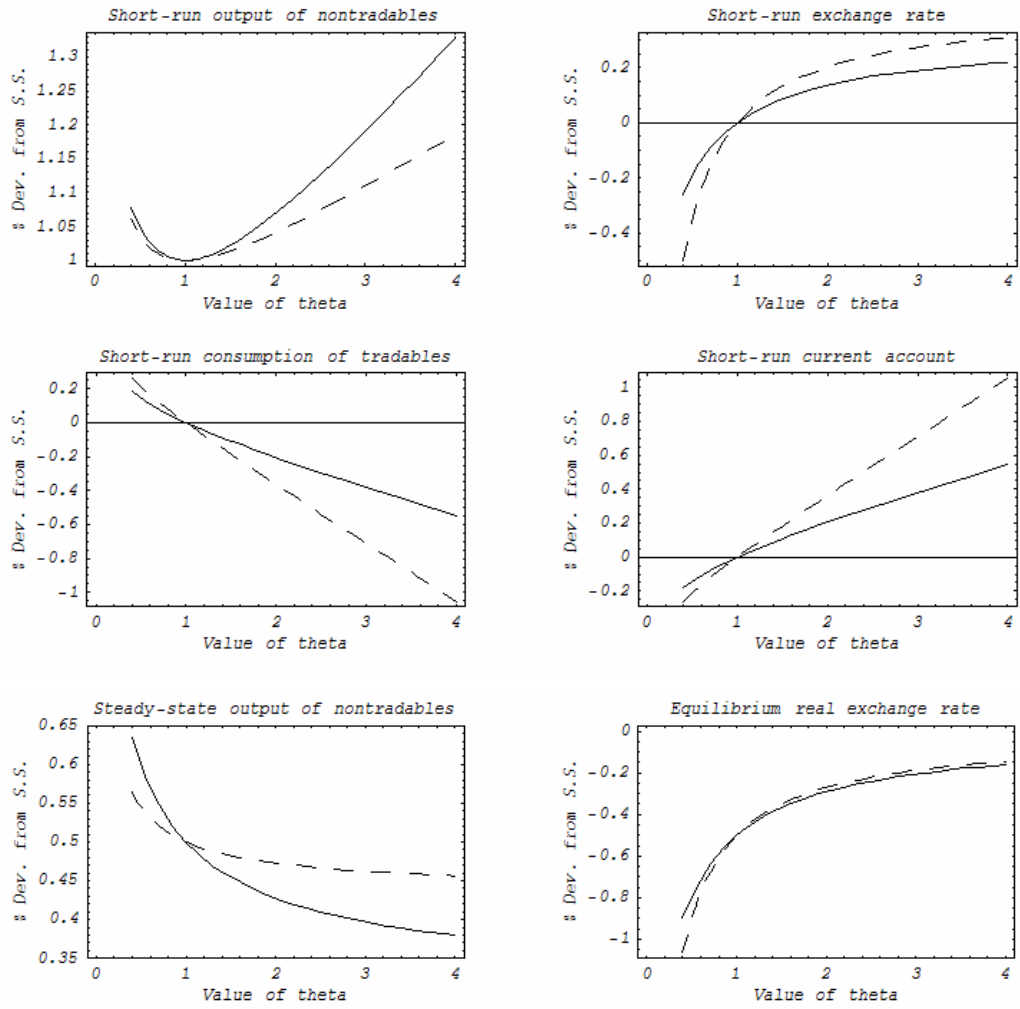 Short-run output of nontradables
% Dev. from S.S.
1.3
1.25
1.2
1.15
1.1
1.05
1
0 1 2 3 4
Value of theta
Short-run exchange rate
% Dev. from S.S.
0.2
0
-0.2
-0.4
0 1 2 3 4
Value of theta
Short-run consumption of tradables
% Dev. from S.S.
0.2
0
-0.2
-0.4
-0.6
-0.8
-1
0 1 2 3 4
Value of theta
Short-run current account
% Dev. from S.S.
1
0.8
0.6
0.4
0.2
0
-0.2
0 1 2 3 4
Value of theta
Steady-state output of nontradables
% Dev. from S.S.
0.65
0.6
0.55
0.5
0.45
0.4
0.35
0 1 2 3 4
Value of theta
Equilibrium real exchange rate
% Dev. from S.S.
0
-0.2
-0.4
-0.6
-0.8
-1
0 1 2 3 4
Value of theta